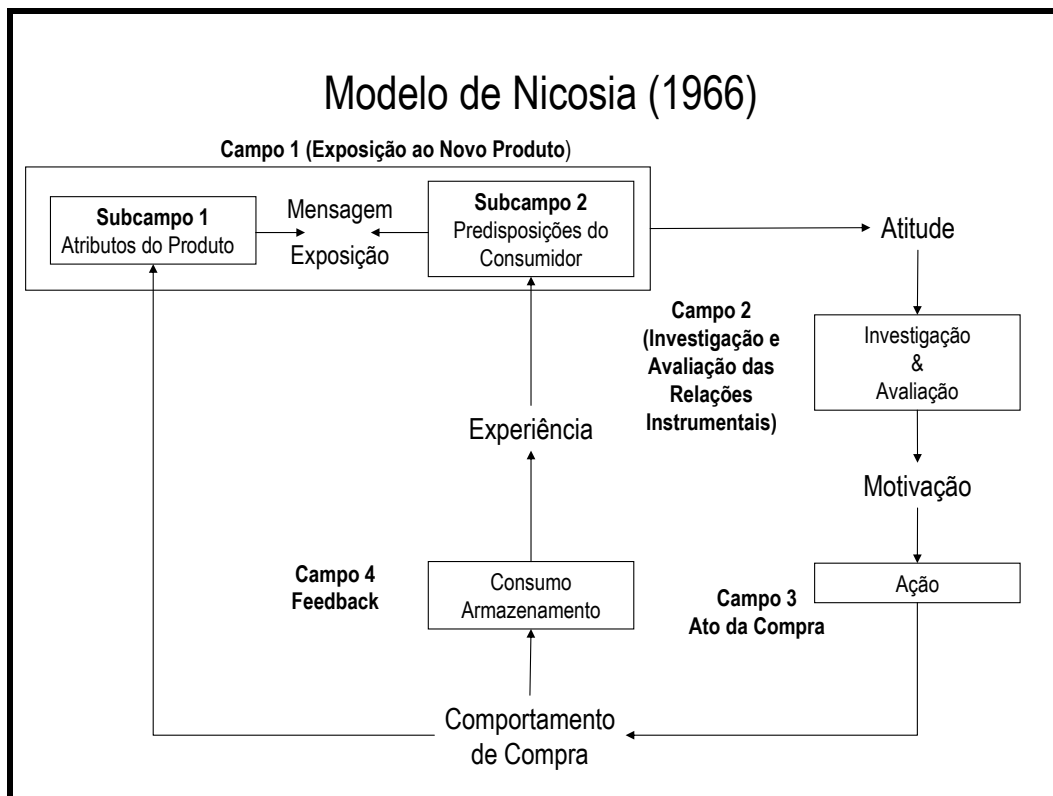 Modelo de Nicosia (1966)
Campo 1 (Exposição ao Novo Produto)
Subcampo 1
Atributos do Produto
Mensagem
Exposição
Subcampo 2
Predisposições do
Consumidor
Atitude
Campo 2
(Investigação e
Avaliação das
Relações
Instrumentais)
Investigação
&
Avaliação
Experiência
Motivação
Campo 4
Feedback
Consumo
Armazenamento
Campo 3
Ato da Compra
Ação
Comportamento
de Compra